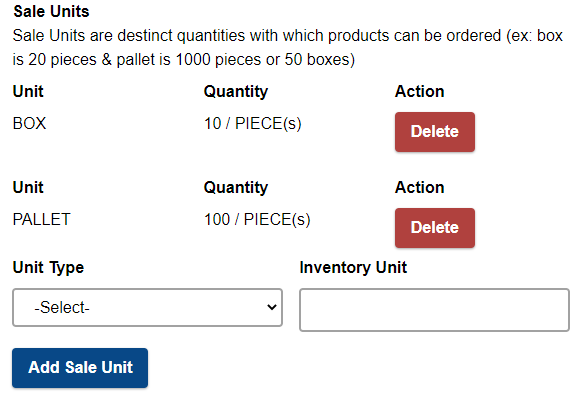 Sale Units
Sale Units are destinct quantities with which products can be ordered (ex: box
is 20 pieces & pallet is 1000 pieces or 50 boxes)
Unit Quantity Action
BOX 10 / PIECE(s) Delete
Unit Quantity Action
PALLET 100 / PIECE(s) Delete
Unit Type Inventory Unit
-Select-
Add Sale Unit